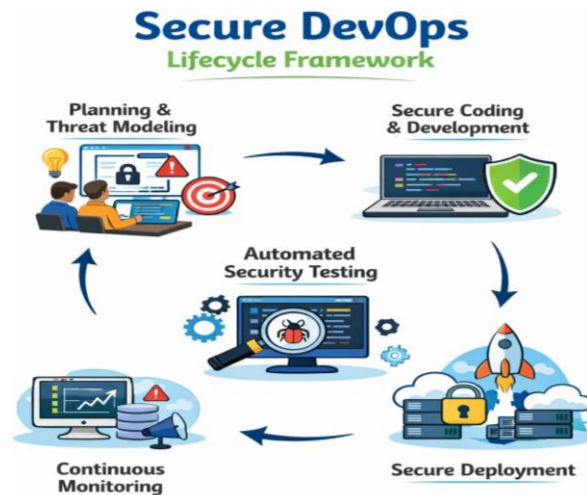 Secure DevOps
Lifecycle Framework
Planning &
Threat Modeling
Secure Coding
& Development
Automated
Security Testing
Continuous
Monitoring
Secure Deployment